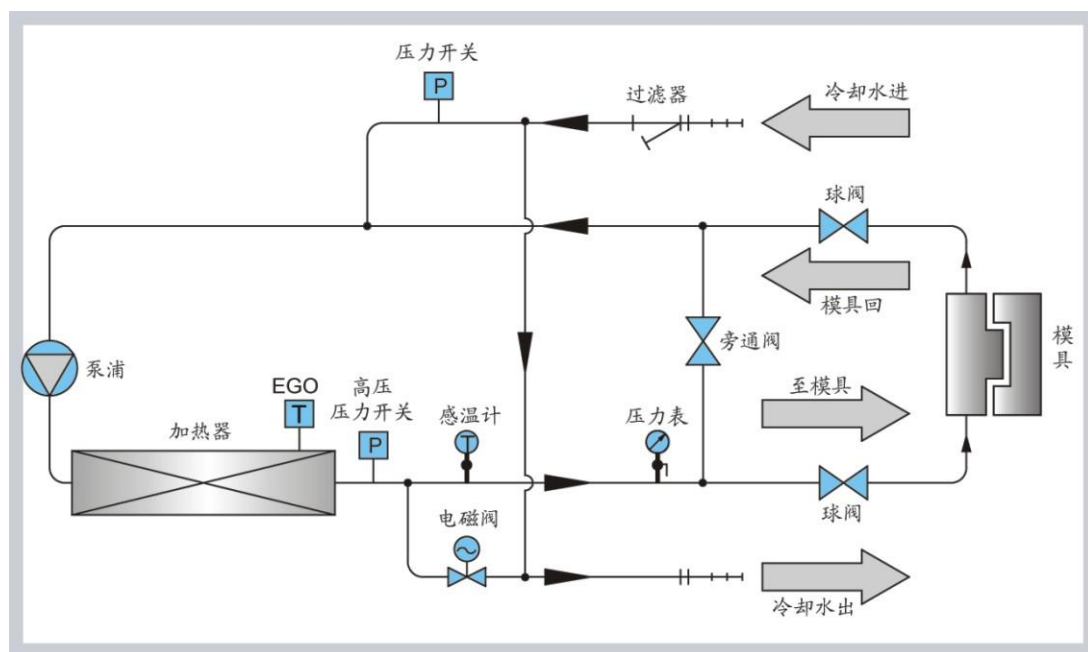 压力开关
P
过滤器
冷却水进
球阀
模具回
旁通阀
模具
泵浦
EGO
T
高压
压力开关
P
加热器
感温计
T
压力表
至模具
球阀
电磁阀
冷却水出